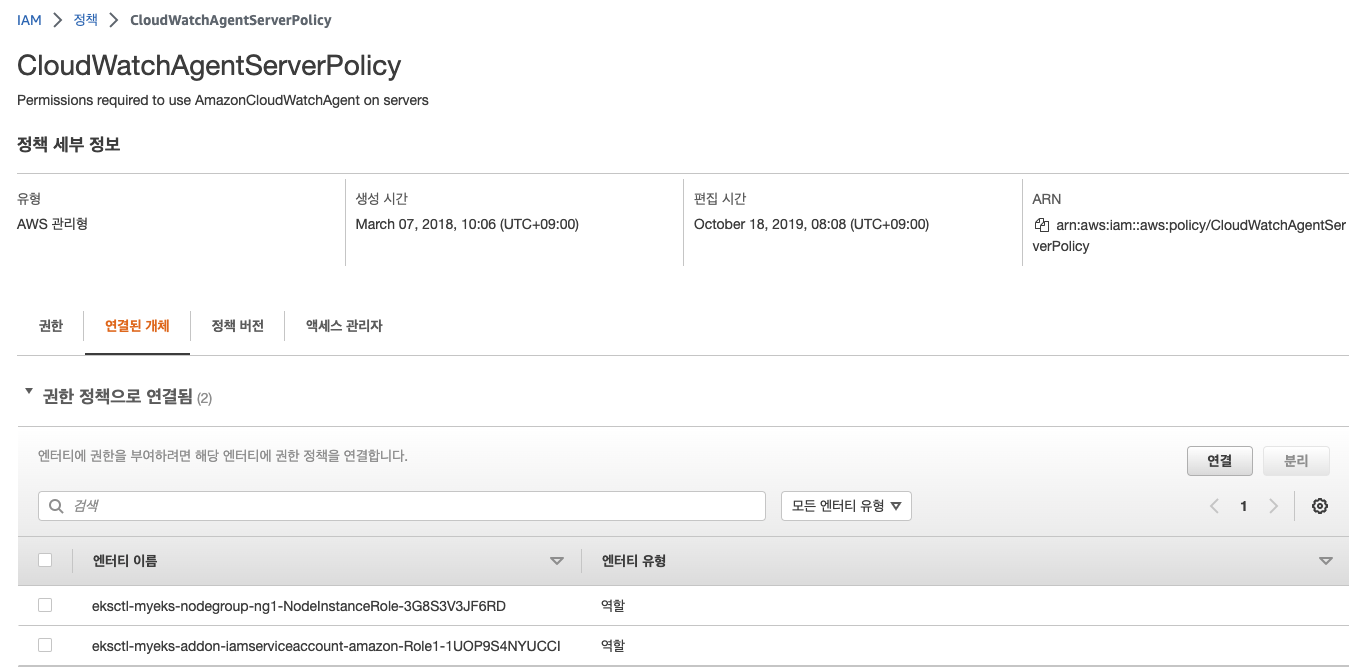 IAM > 정책 > CloudWatchAgentServerPolicy
CloudWatchAgentServerPolicy
Permissions required to use AmazonCloudWatchAgent on servers
정책 세부 정보
유형
AWS 관리형
생성 시간
March 07, 2018, 10:06 (UTC+09:00)
편집 시간
October 18, 2019, 08:08 (UTC+09:00)
ARN
arn:aws:iam::aws:policy/CloudWatchAgentSer
verPolicy
권한 연결된 개체 정책 버전 액세스 관리자
권한 정책으로 연결됨 (2)
엔터티에 권한을 부여하려면 해당 엔터티에 권한 정책을 연결합니다.
연결 분리
검색 모든 엔터티 유형 1
엔터티 이름 엔터티 유형
eksctl-myeks-nodegroup-ng1-NodeInstanceRole-3G8S3V3JF6RD 역할
eksctl-myeks-addon-iamserviceaccount-amazon-Role1-1UOP9S4NYUCCI 역할